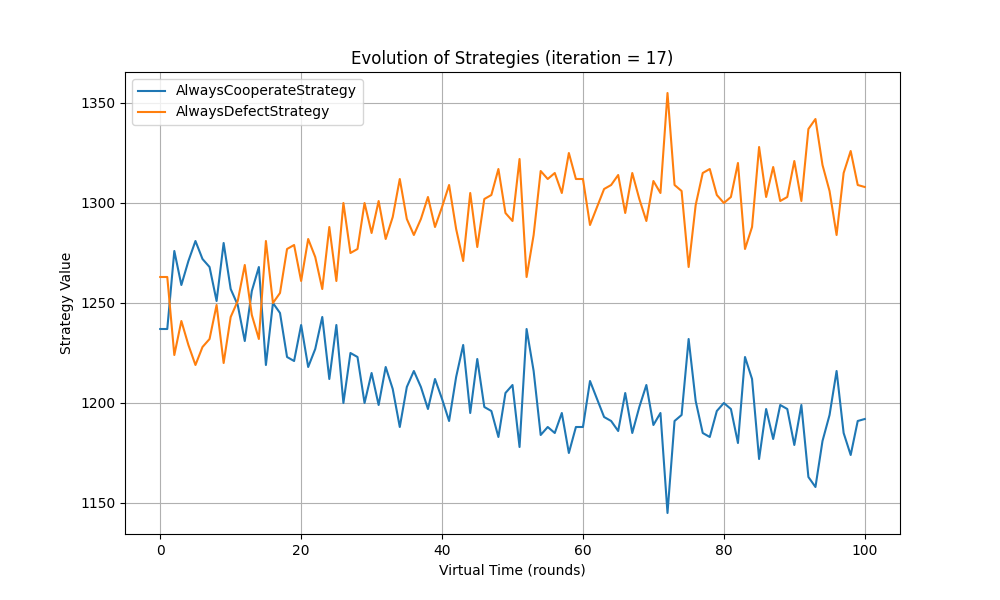 Evolution of Strategies (iteration = 17)
AlwaysCooperateStrategy
AlwaysDefectStrategy
Strategy Value
1350
1300
1250
1200
1150
0 20 40 60 80 100
Virtual Time (rounds)